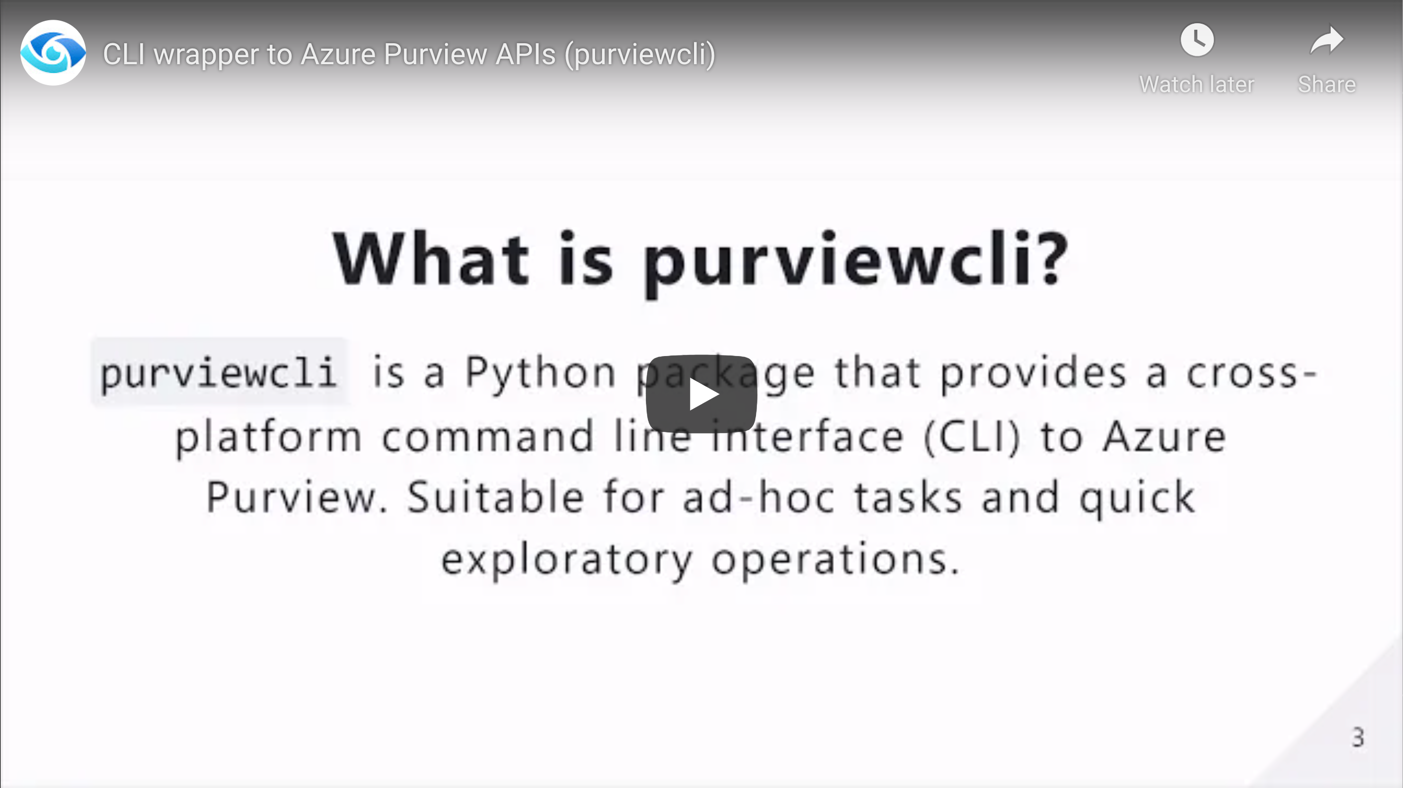 CLI wrapper to Azure Purview APIs (purviewcli)
Watch later
Share
What is purviewcli?
purviewcli is a Python package that provides a cross-
platform command line interface (CLI) to Azure
Purview. Suitable for ad-hoc tasks and quick
exploratory operations.
3